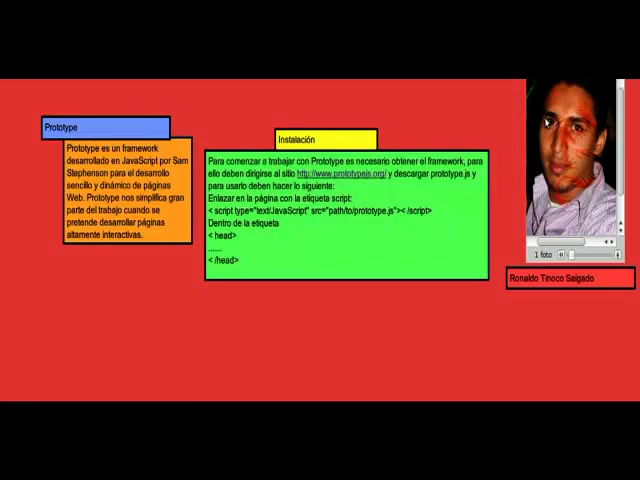 Prototype
Prototype es un framework
desarrollado en JavaScript por Sam
Stephenson para el desarrollo
sencillo y dinámico de páginas
Web. Prototype nos simplifica gran
parte del trabajo cuando se
pretende desarrollar páginas
altamente interactivas.
Instalación
Para comenzar a trabajar con Prototype es necesario obtener el framework, para
ello deben dirigirse al sitio http://www.prototypejs.org/ y descargar prototype.js y
para usarlo deben hacer lo siguiente:
Enlazar en la página con la etiqueta script:
< script type="text/JavaScript" src="path/to/prototype.js"></script>
Dentro de la etiqueta
< head>
......
< /head>
1 foto
Ronaldo Tinoco Salgado